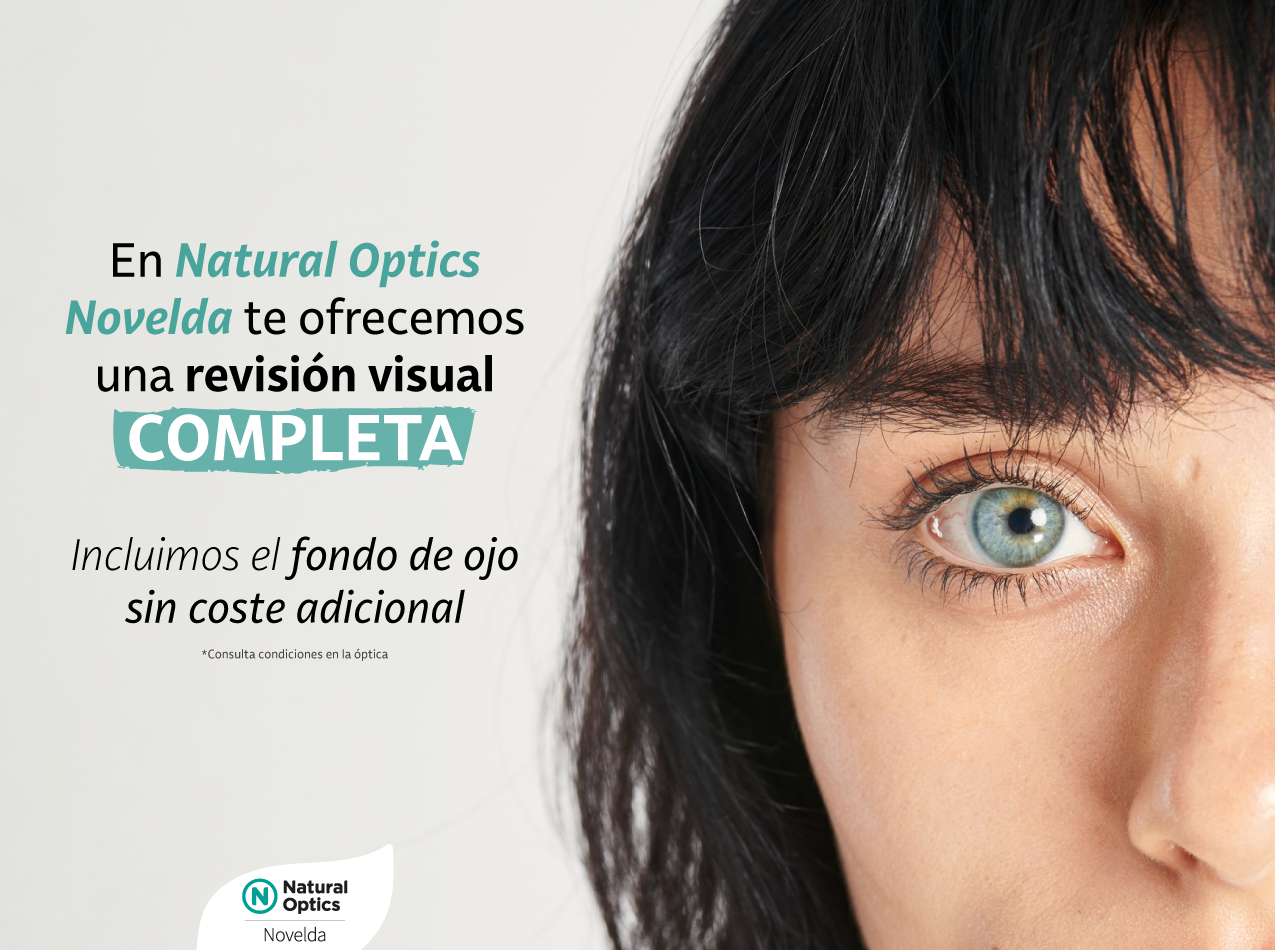 En Natural Optics
Novelda te ofrecemos
una revisión visual
COMPLETA
Incluimos el fondo de ojo
sin coste adicional
*Consulta condiciones en la óptica
N Natural
Optics
Novelda